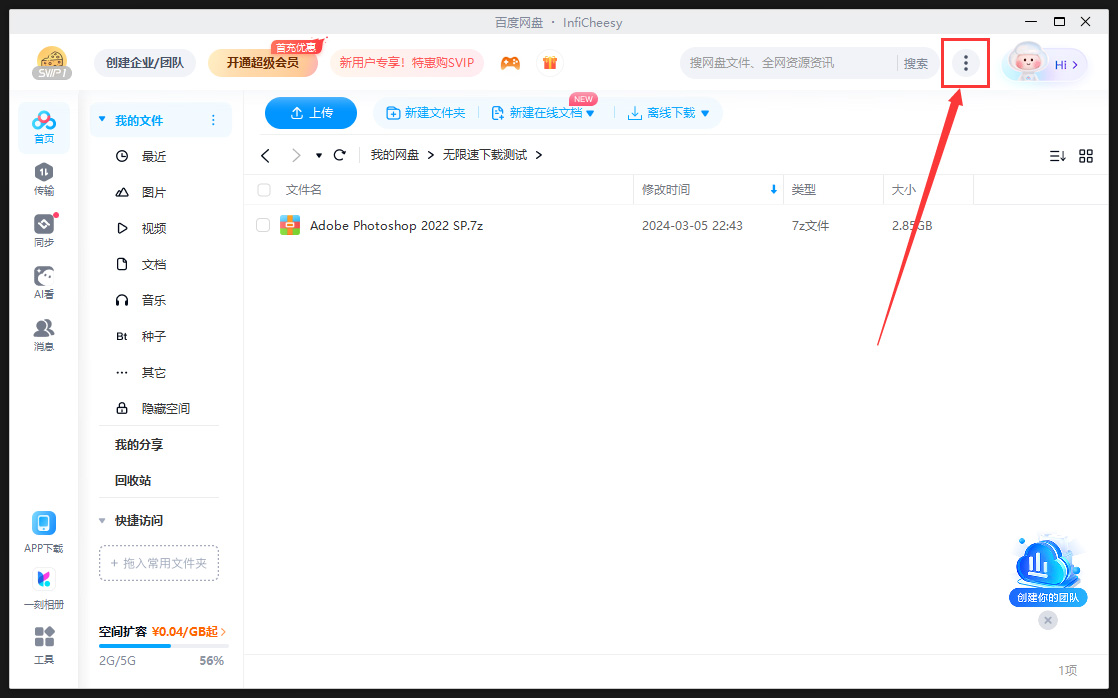 百度网盘 · InfiCheesy
SVIP 1
创建企业/团队
首充优惠
开通超级会员
新用户专享！特惠购SVIP
搜网盘文件、全网资源资讯
搜索
Hi >
首页
传输
同步
AI看
消息
APP下载
一刻相册
工具
我的文件
最近
图片
视频
文档
音乐
Bt 种子
其它
隐藏空间
我的分享
回收站
快捷访问
+ 拖入常用文件夹
空间扩容 ¥0.04/GB起 >
2G/5G 56%
上传
新建文件夹
新建在线文档
NEW
离线下载
我的网盘 > 无限速下载测试 >
文件名 修改时间 类型 大小
Adobe Photoshop 2022 SP.7z 2024-03-05 22:43 7z文件 2.85GB
创建你的团队
1项